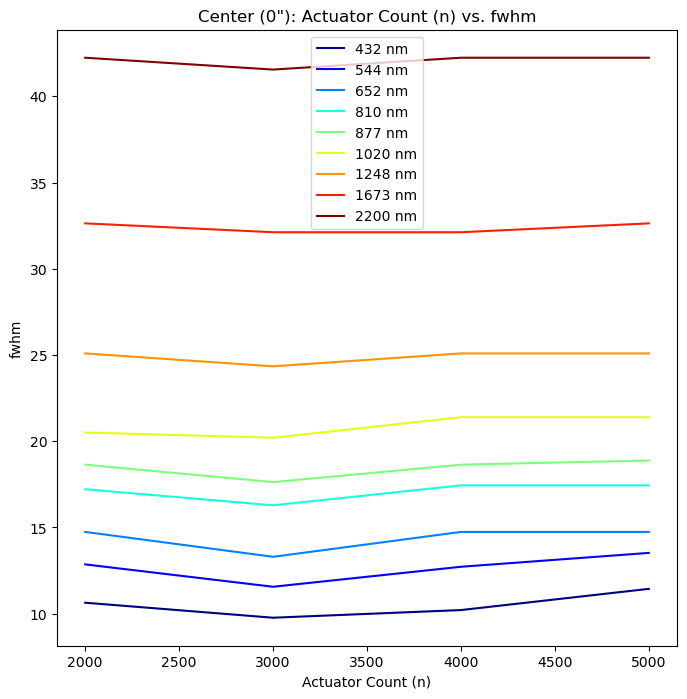 Center (0"): Actuator Count (n) vs. fwhm
432 nm
544 nm
652 nm
810 nm
877 nm
1020 nm
1248 nm
1673 nm
2200 nm
40
35
30
25
20
15
10
fwhm
2000 2500 3000 3500 4000 4500 5000
Actuator Count (n)